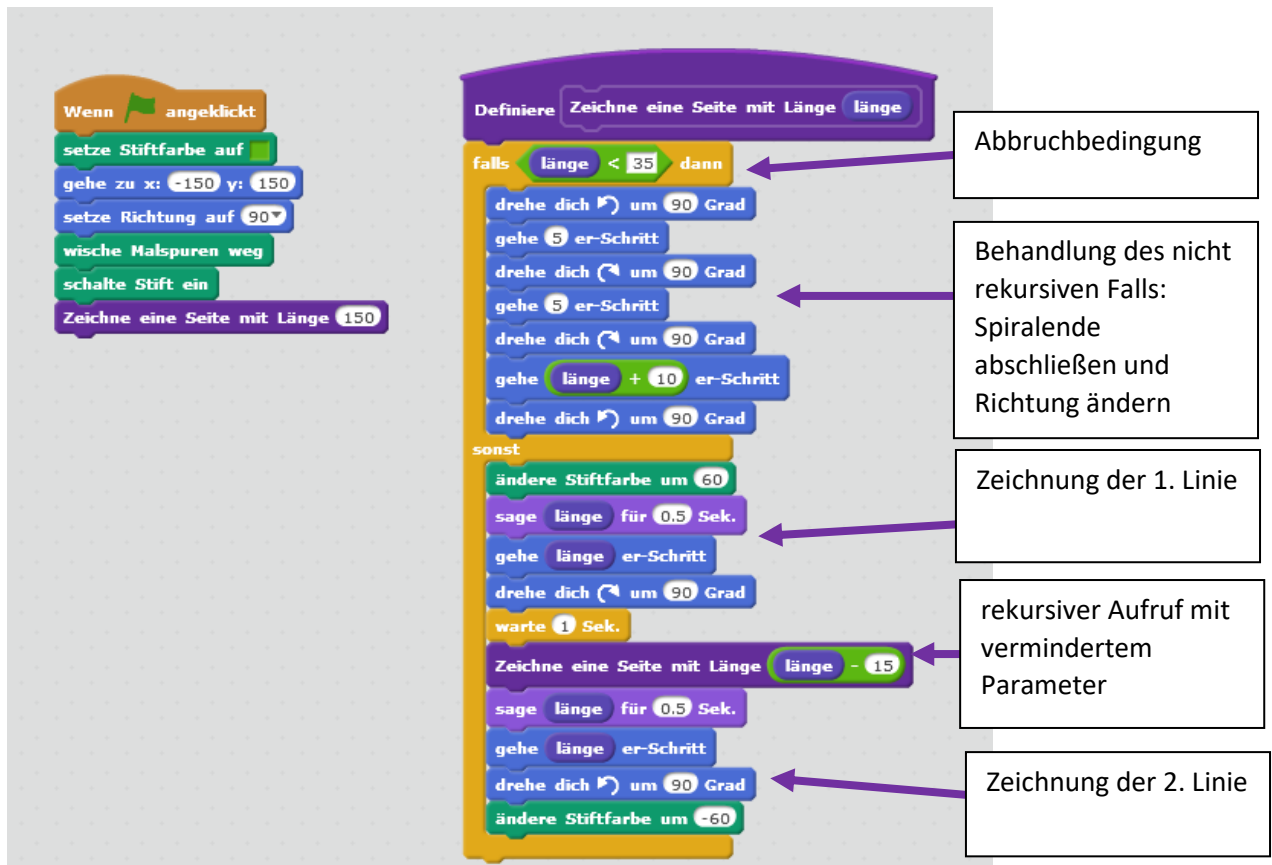 Wenn angeklickt
setze Stiftfarbe auf
gehe zu x: -150 y: 150
setze Richtung auf 90
wische Malspuren weg
schalte Stift ein
Zeichne eine Seite mit Länge 150
Definiere Zeichne eine Seite mit Länge länge
falls länge < 35 dann
drehe dich um 90 Grad
gehe 5 er-Schritt
drehe dich um 90 Grad
gehe 5 er-Schritt
drehe dich um 90 Grad
gehe länge + 10 er-Schritt
drehe dich um 90 Grad
sonst
ändere Stiftfarbe um 60
sage länge für 0.5 Sek.
gehe länge er-Schritt
drehe dich um 90 Grad
warte 1 Sek.
Zeichne eine Seite mit Länge länge - 15
sage länge für 0.5 Sek.
gehe länge er-Schritt
drehe dich um 90 Grad
ändere Stiftfarbe um -60
Abbruchbedingung
Behandlung des nicht
rekursiven Falls:
Spiralende
abschließen und
Richtung ändern
Zeichnung der 1. Linie
rekursiver Aufruf mit
vermindertem
Parameter
Zeichnung der 2. Linie